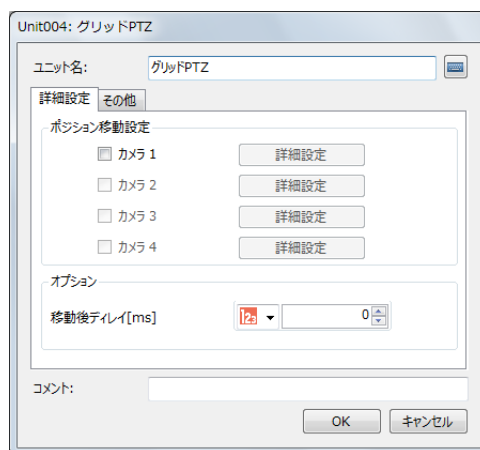 Unit004: グリッドPTZ
ユニット名: グリッドPTZ
詳細設定 その他
ポジション移動設定
カメラ 1 詳細設定
カメラ 2 詳細設定
カメラ 3 詳細設定
カメラ 4 詳細設定
オプション
移動後ディレイ[ms] 123 0
コメント:
OK キャンセル